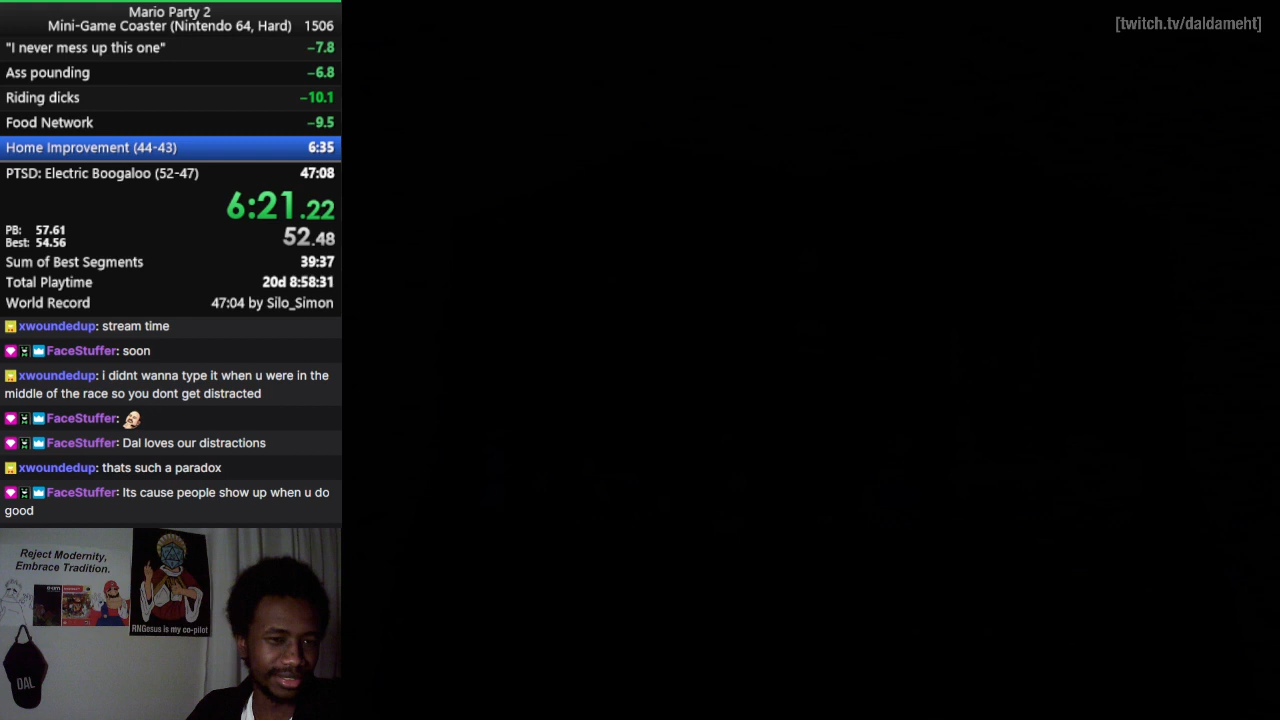 Mario Party 2
Mini-Game Coaster (Nintendo 64, Hard) 1506
"I never mess up this one" −7.8
Ass pounding −6.8
Riding dicks −10.1
Food Network −9.5
Home Improvement (44-43) 6:35
PTSD: Electric Boogaloo (52-47) 47:08
6:21.22
PB: 57.61
Best: 54.56
52.48
Sum of Best Segments 39:37
Total Playtime 20d 8:58:31
World Record 47:04 by Silo_Simon
xwoundedup: stream time
FaceStuffer: soon
xwoundedup: i didnt wanna type it when u were in the
middle of the race so you dont get distracted
FaceStuffer:
FaceStuffer: Dal loves our distractions
xwoundedup: thats such a paradox
FaceStuffer: Its cause people show up when u do
good
Reject Modernity,
Embrace Tradition.
RNGesus is my co-pilot
DAL
[twitch.tv/daldameht]